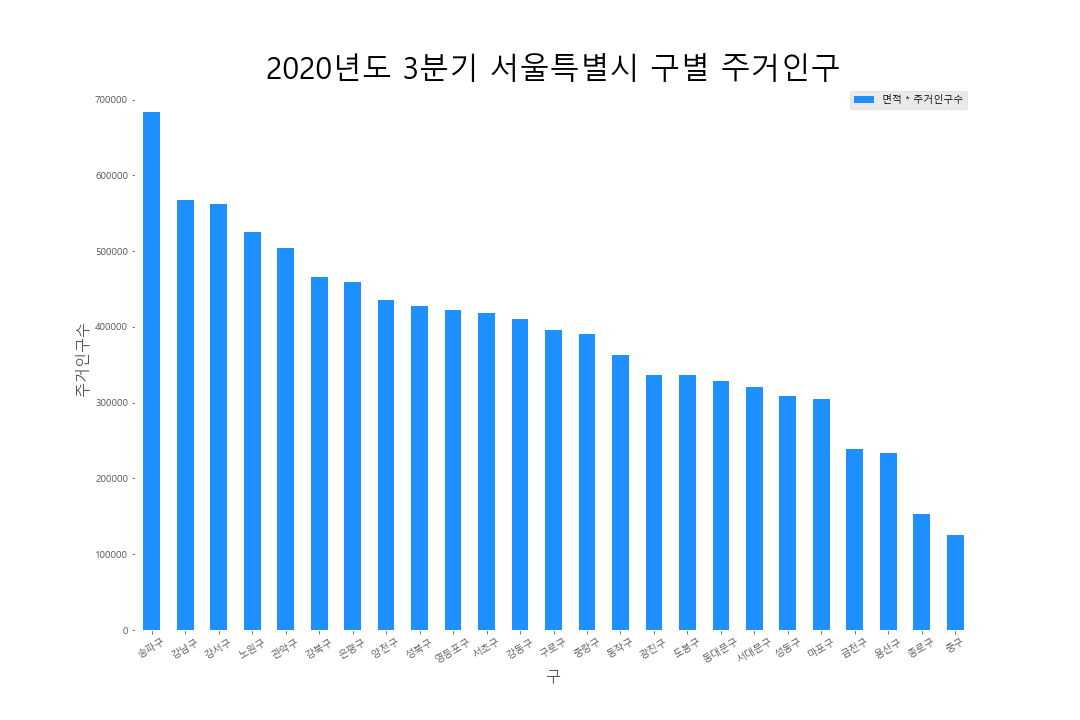 2020년도 3분기 서울특별시 구별 주거인구
면적 * 주거인구수
주거인구수
700000
600000
500000
400000
300000
200000
100000
0
송파구 강남구 강서구 노원구 관악구 강북구 은평구 양천구 성북구 영등포구 서초구 강동구 구로구 중랑구 동작구 광진구 도봉구 동대문구 서대문구 성동구 마포구 금천구 용산구 종로구 중구
구